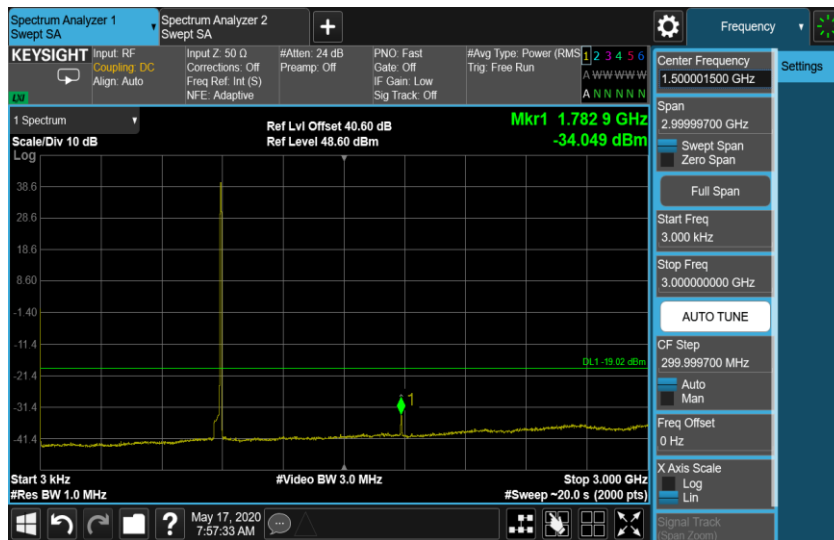 Spectrum Analyzer 1
Swept SA
Spectrum Analyzer 2
Swept SA
+
Frequency
KEYSIGHT
Input: RF
Coupling: DC
Align: Auto
Input Z: 50 Ω
Corrections: Off
Freq Ref: Int (S)
NFE: Adaptive
#Atten: 24 dB
Preamp: Off
PNO: Fast
Gate: Off
IF Gain: Low
Sig Track: Off
#Avg Type: Power (RMS
Trig: Free Run
1 2 3 4 5 6
A W W W W W
A N N N N N
LXI
1 Spectrum
Scale/Div 10 dB
Log
Ref Lvl Offset 40.60 dB
Ref Level 48.60 dBm
Mkr1 1.782 9 GHz
-34.049 dBm
38.6
28.6
18.6
8.60
-1.40
-11.4
-21.4
-31.4
-41.4
DL1 -19.02 dBm
1
Start 3 kHz
#Res BW 1.0 MHz
#Video BW 3.0 MHz
Stop 3.000 GHz
#Sweep ~20.0 s (2000 pts)
Center Frequency
1.500001500 GHz
Settings
Span
2.99999700 GHz
Swept Span
Zero Span
Full Span
Start Freq
3.000 kHz
Stop Freq
3.000000000 GHz
AUTO TUNE
CF Step
299.999700 MHz
Auto
Man
Freq Offset
0 Hz
X Axis Scale
Log
Lin
Signal Track
(Span Zoom)
?
May 17, 2020
7:57:33 AM